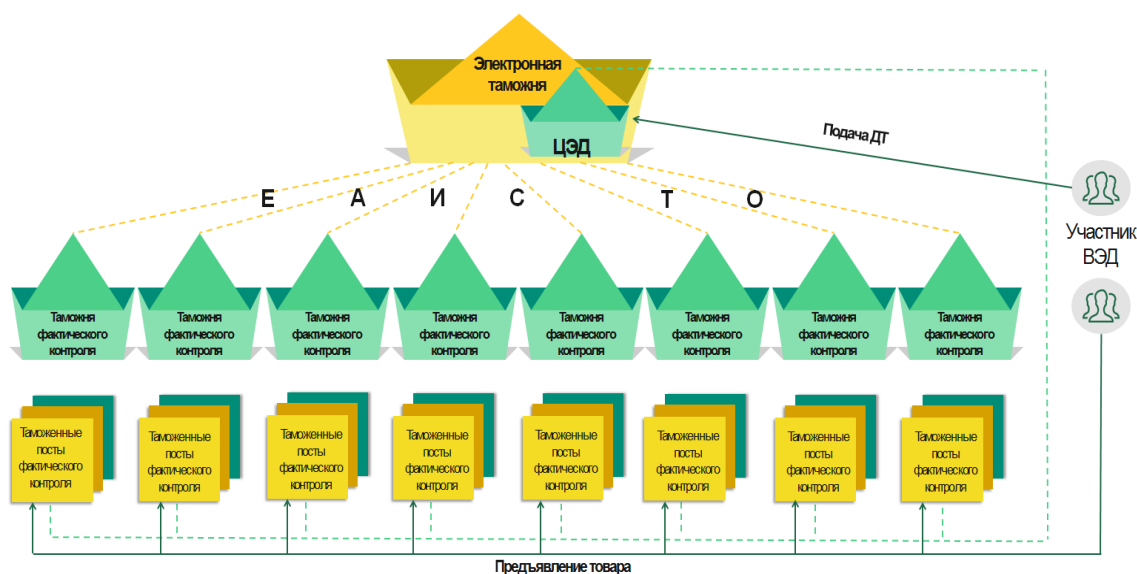 Электронная
таможня
ЦЭД
Подача ДТ
Е А И С Т О
Участник
ВЭД
Таможня
фактического
контроля
Таможня
фактического
контроля
Таможня
фактического
контроля
Таможня
фактического
контроля
Таможня
фактического
контроля
Таможня
фактического
контроля
Таможня
фактического
контроля
Таможня
фактического
контроля
Таможенные
посты
фактического
контроля
Таможенные
посты
фактического
контроля
Таможенные
посты
фактического
контроля
Таможенные
посты
фактического
контроля
Таможенные
посты
фактического
контроля
Таможенные
посты
фактического
контроля
Таможенные
посты
фактического
контроля
Таможенные
посты
фактического
контроля
Предъявление товара